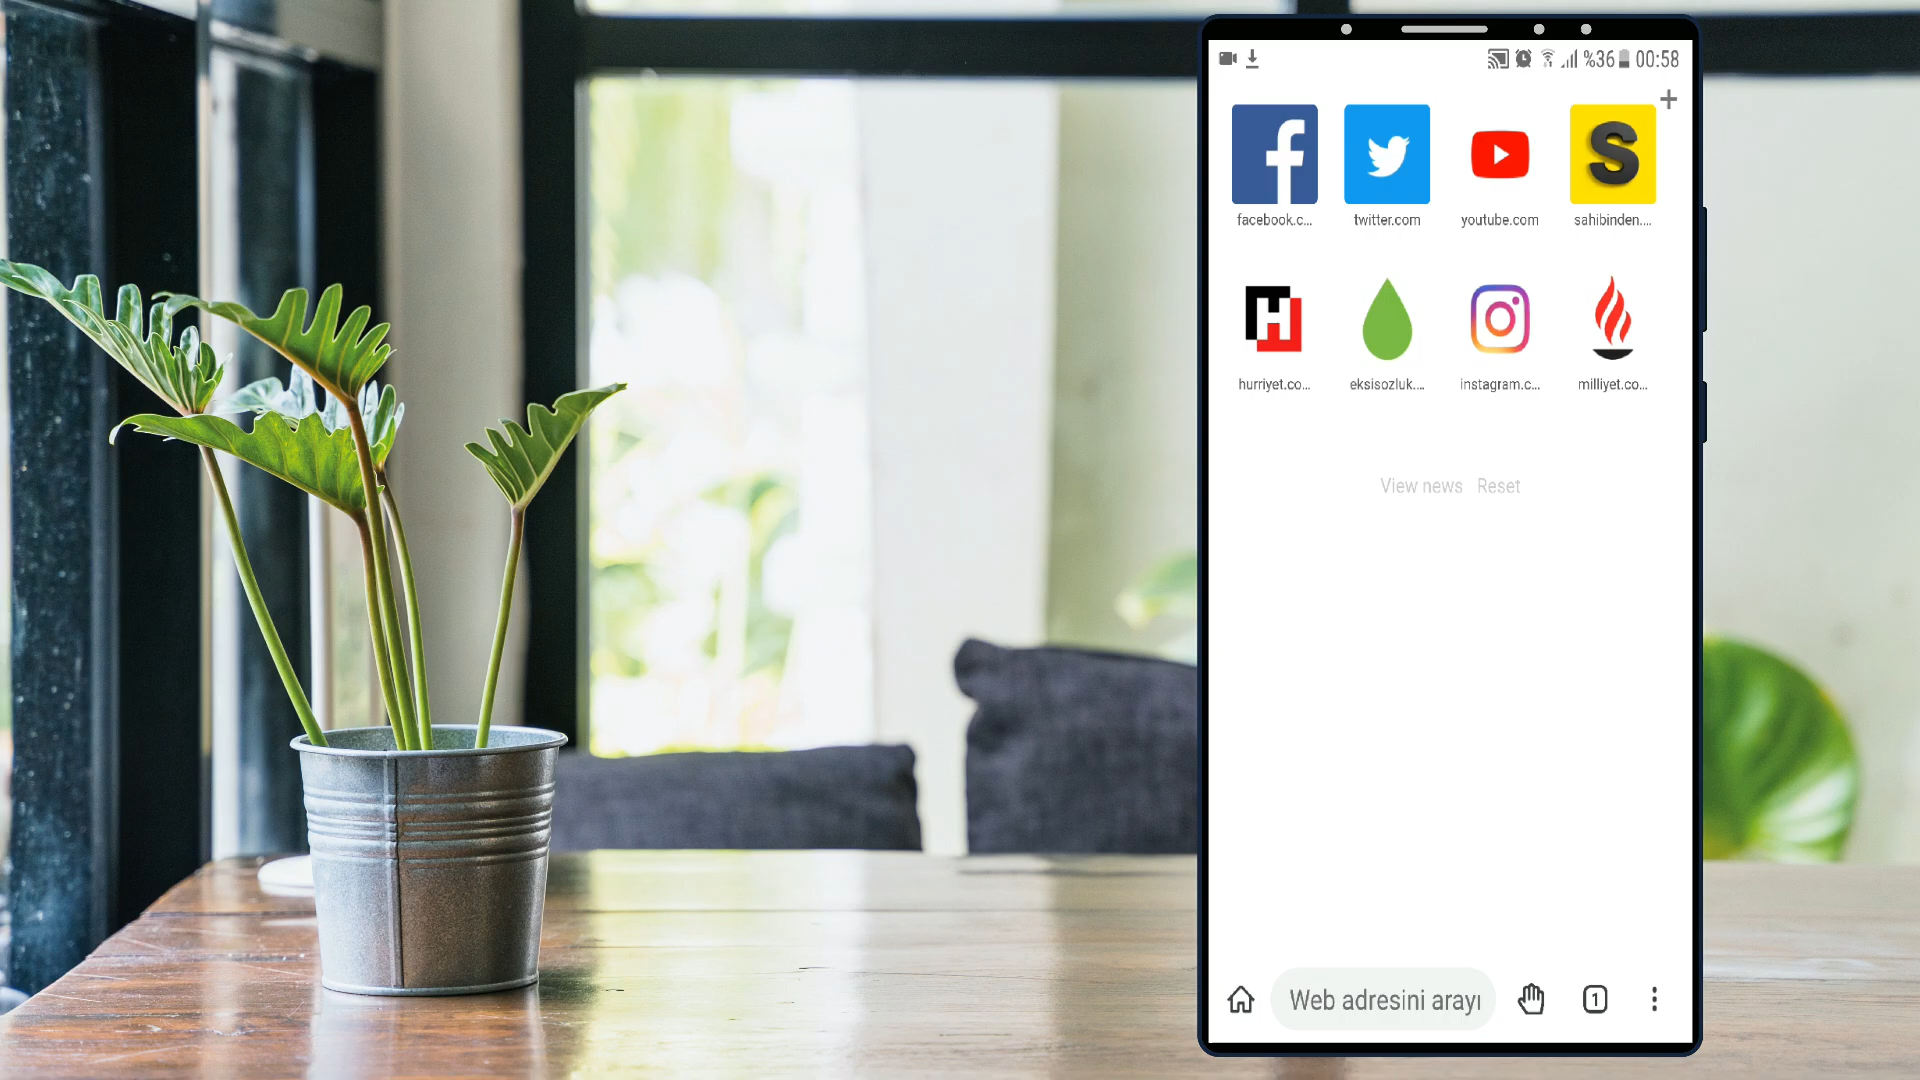 %36 00:58
facebook.c... twitter.com youtube.com sahibinden....
hurriyet.co... eksisozluk.... instagram.c... milliyet.co...
View news Reset
Web adresini arayı 1